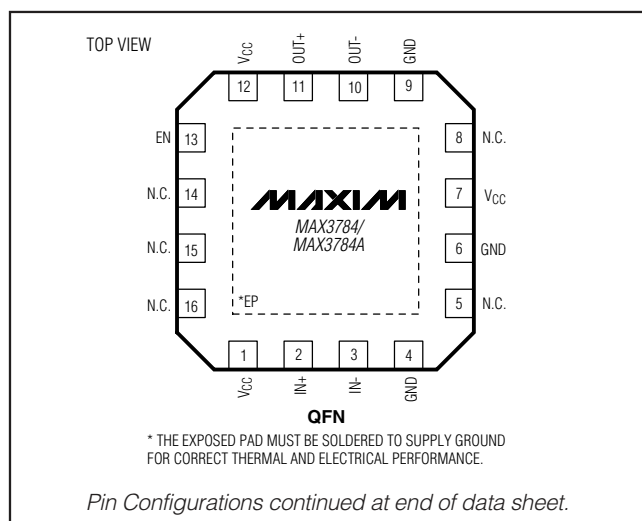 TOP VIEW
VCC
OUT+
OUT-
GND
12
11
10
9
EN 13
8 N.C.
N.C. 14
7 VCC
MAXIM
MAX3784/
MAX3784A
N.C. 15
6 GND
N.C. 16
*EP
5 N.C.
1
2
3
4
VCC
IN+
IN-
GND
QFN
* THE EXPOSED PAD MUST BE SOLDERED TO SUPPLY GROUND
FOR CORRECT THERMAL AND ELECTRICAL PERFORMANCE.
Pin Configurations continued at end of data sheet.